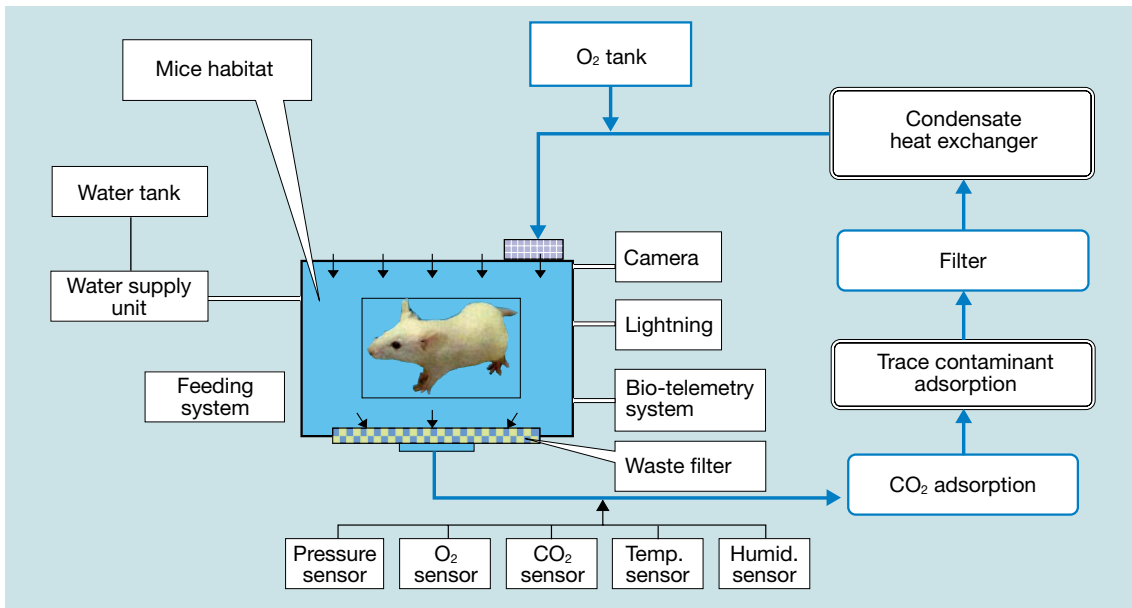 Mice habitat
O₂ tank
Condensate
heat exchanger
Water tank
Water supply
unit
Camera
Filter
Lightning
Feeding
system
Bio-telemetry
system
Trace contaminant
adsorption
Waste filter
CO₂ adsorption
Pressure
sensor
O₂
sensor
CO₂
sensor
Temp.
sensor
Humid.
sensor